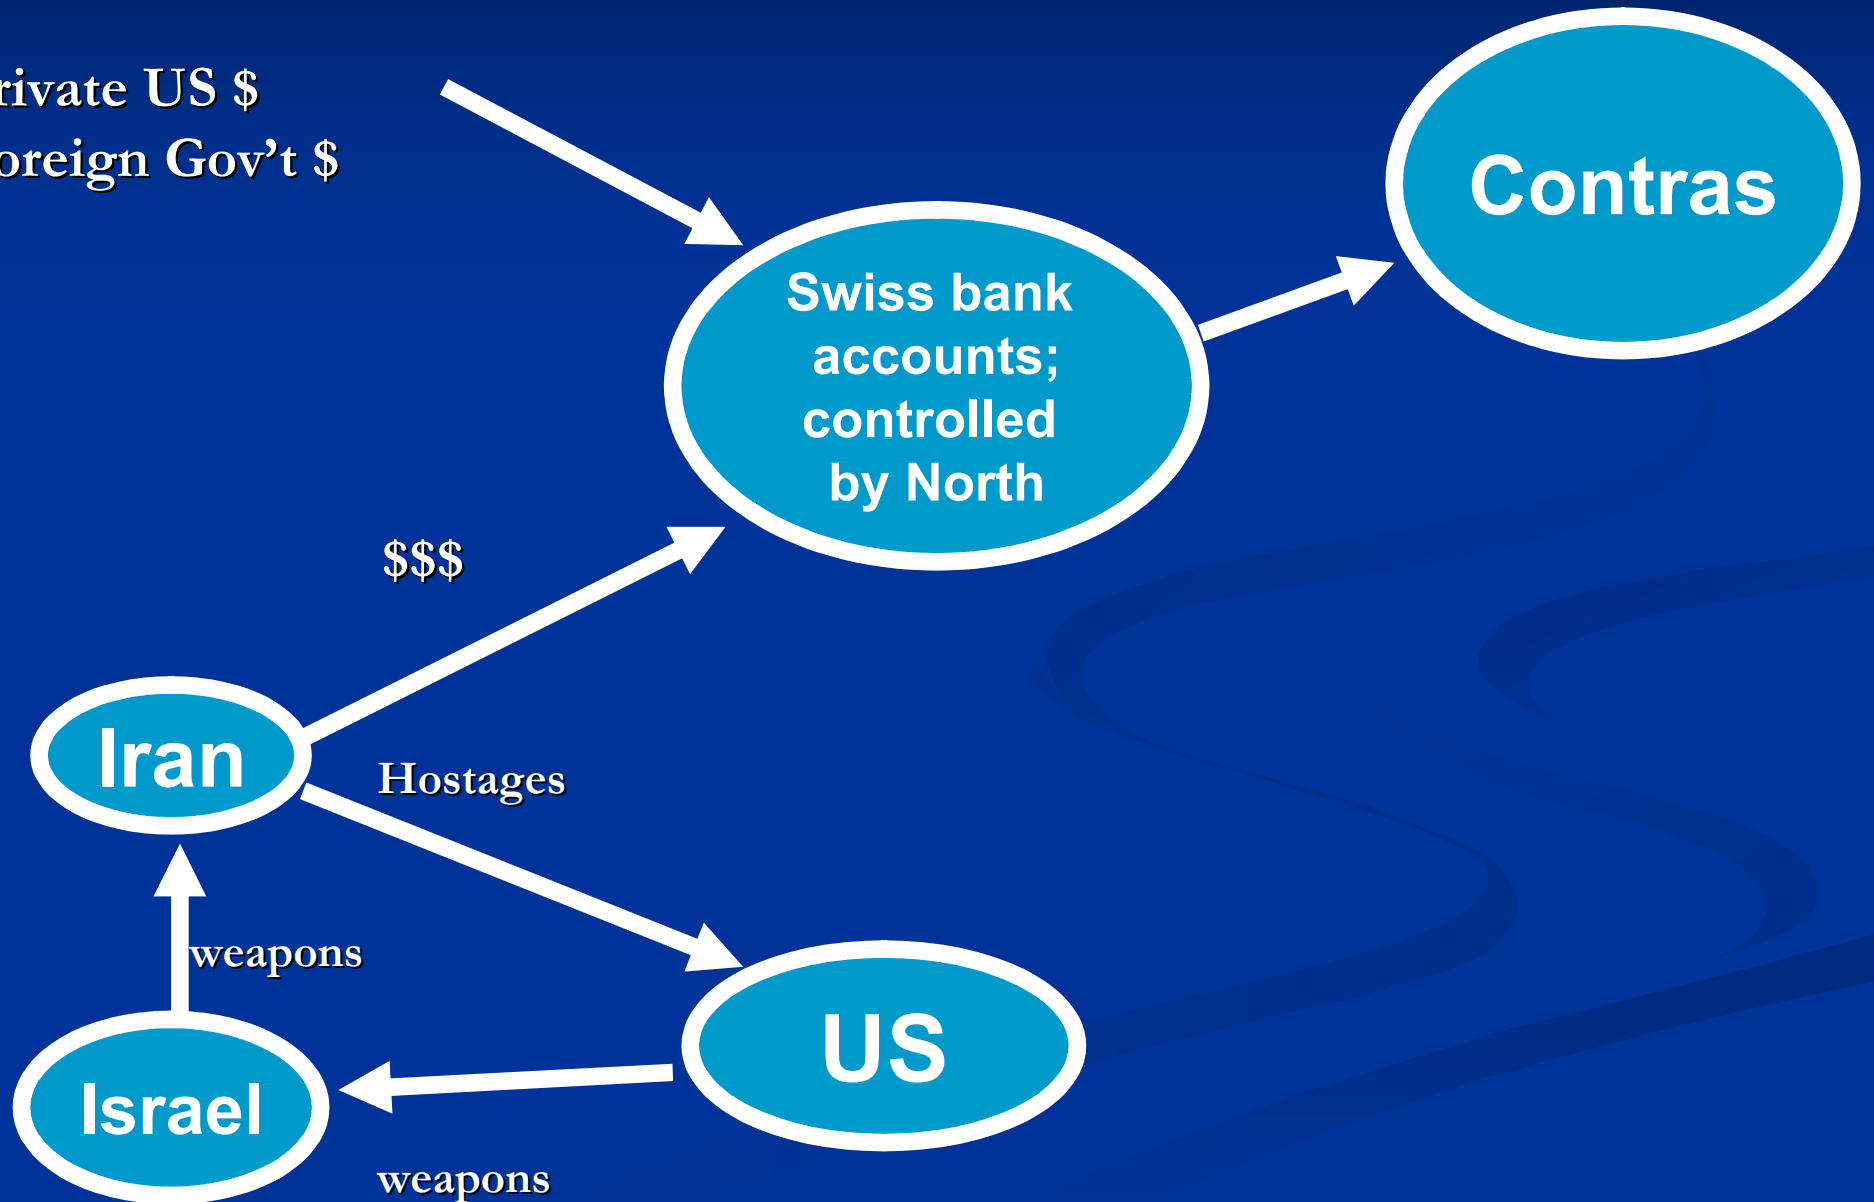 rivate US $
oreign Gov't $
Contras
Swiss bank
accounts;
controlled
by North
$$$
Iran
Hostages
weapons
US
Israel
weapons